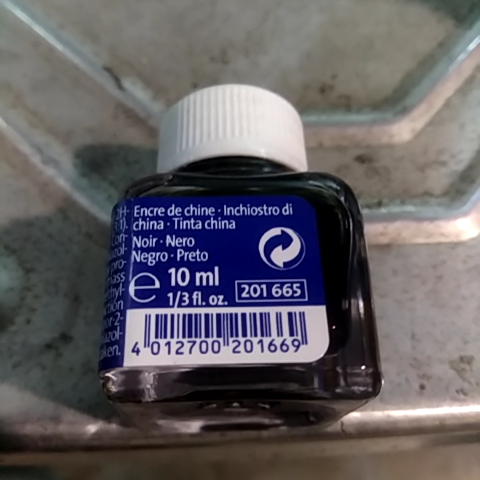 Encre de chine · Inchiostro di
china · Tinta china
Noir · Nero
Negro · Preto
℮ 10 ml
1/3 fl. oz. 201 665
4 012700 201669